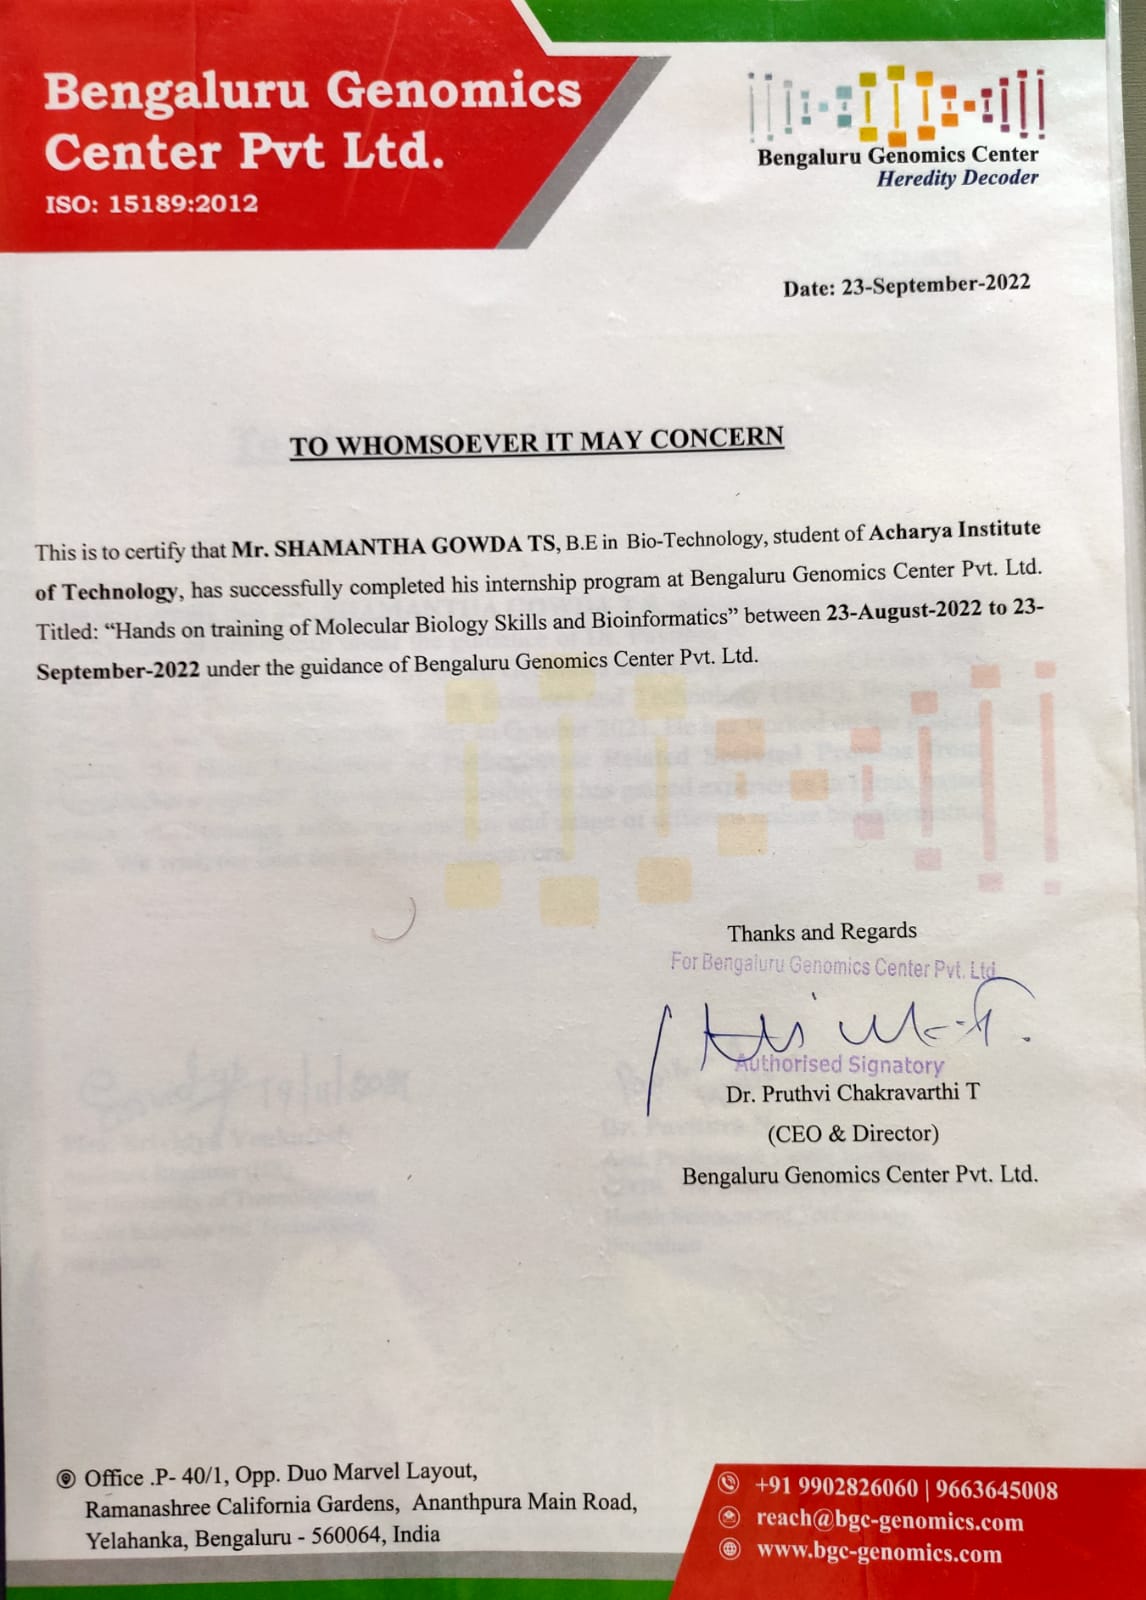 Bengaluru Genomics
Center Pvt Ltd.
ISO: 15189:2012
Bengaluru Genomics Center
Heredity Decoder
Date: 23-September-2022
TO WHOMSOEVER IT MAY CONCERN
This is to certify that Mr. SHAMANTHA GOWDA TS, B.E in Bio-Technology, student of Acharya Institute
of Technology, has successfully completed his internship program at Bengaluru Genomics Center Pvt. Ltd.
Titled: “Hands on training of Molecular Biology Skills and Bioinformatics” between 23-August-2022 to 23-
September-2022 under the guidance of Bengaluru Genomics Center Pvt. Ltd.
Thanks and Regards
For Bengaluru Genomics Center Pvt. Ltd
Authorised Signatory
Dr. Pruthvi Chakravarthi T
(CEO & Director)
Bengaluru Genomics Center Pvt. Ltd.
Office .P- 40/1, Opp. Duo Marvel Layout,
Ramanashree California Gardens, Ananthpura Main Road,
Yelahanka, Bengaluru - 560064, India
+91 9902826060 | 9663645008
reach@bgc-genomics.com
www.bgc-genomics.com